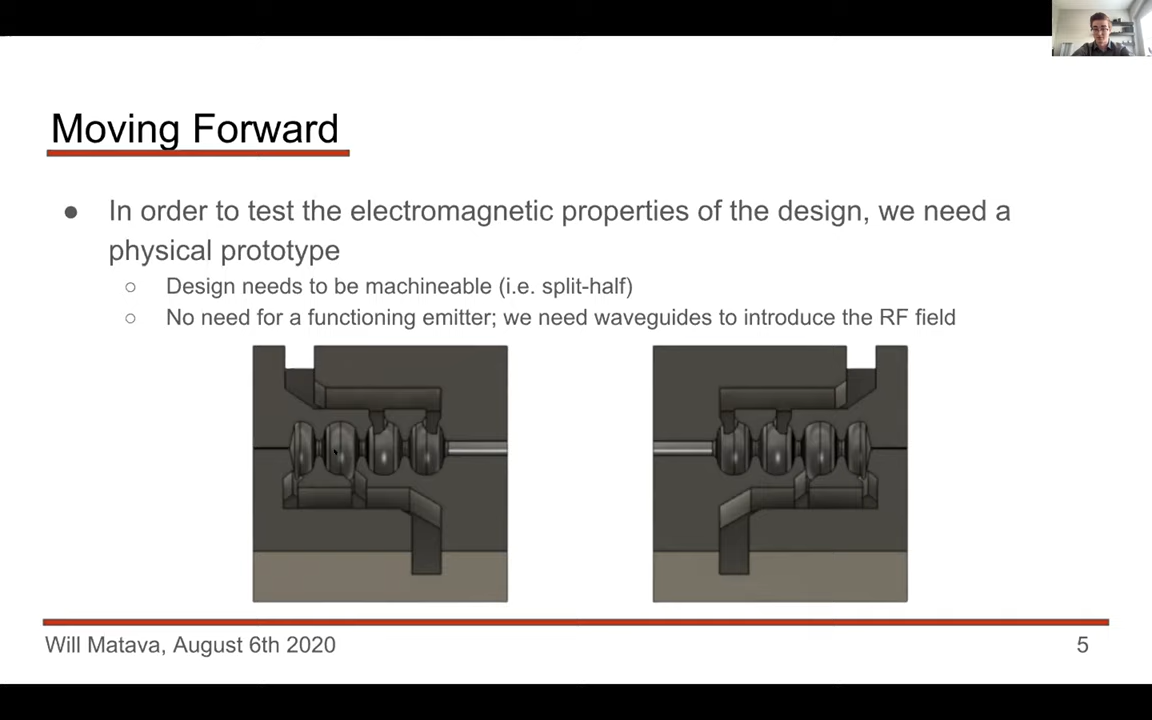 Moving Forward
● In order to test the electromagnetic properties of the design, we need a
physical prototype
○ Design needs to be machineable (i.e. split-half)
○ No need for a functioning emitter; we need waveguides to introduce the RF field
Will Matava, August 6th 2020
5